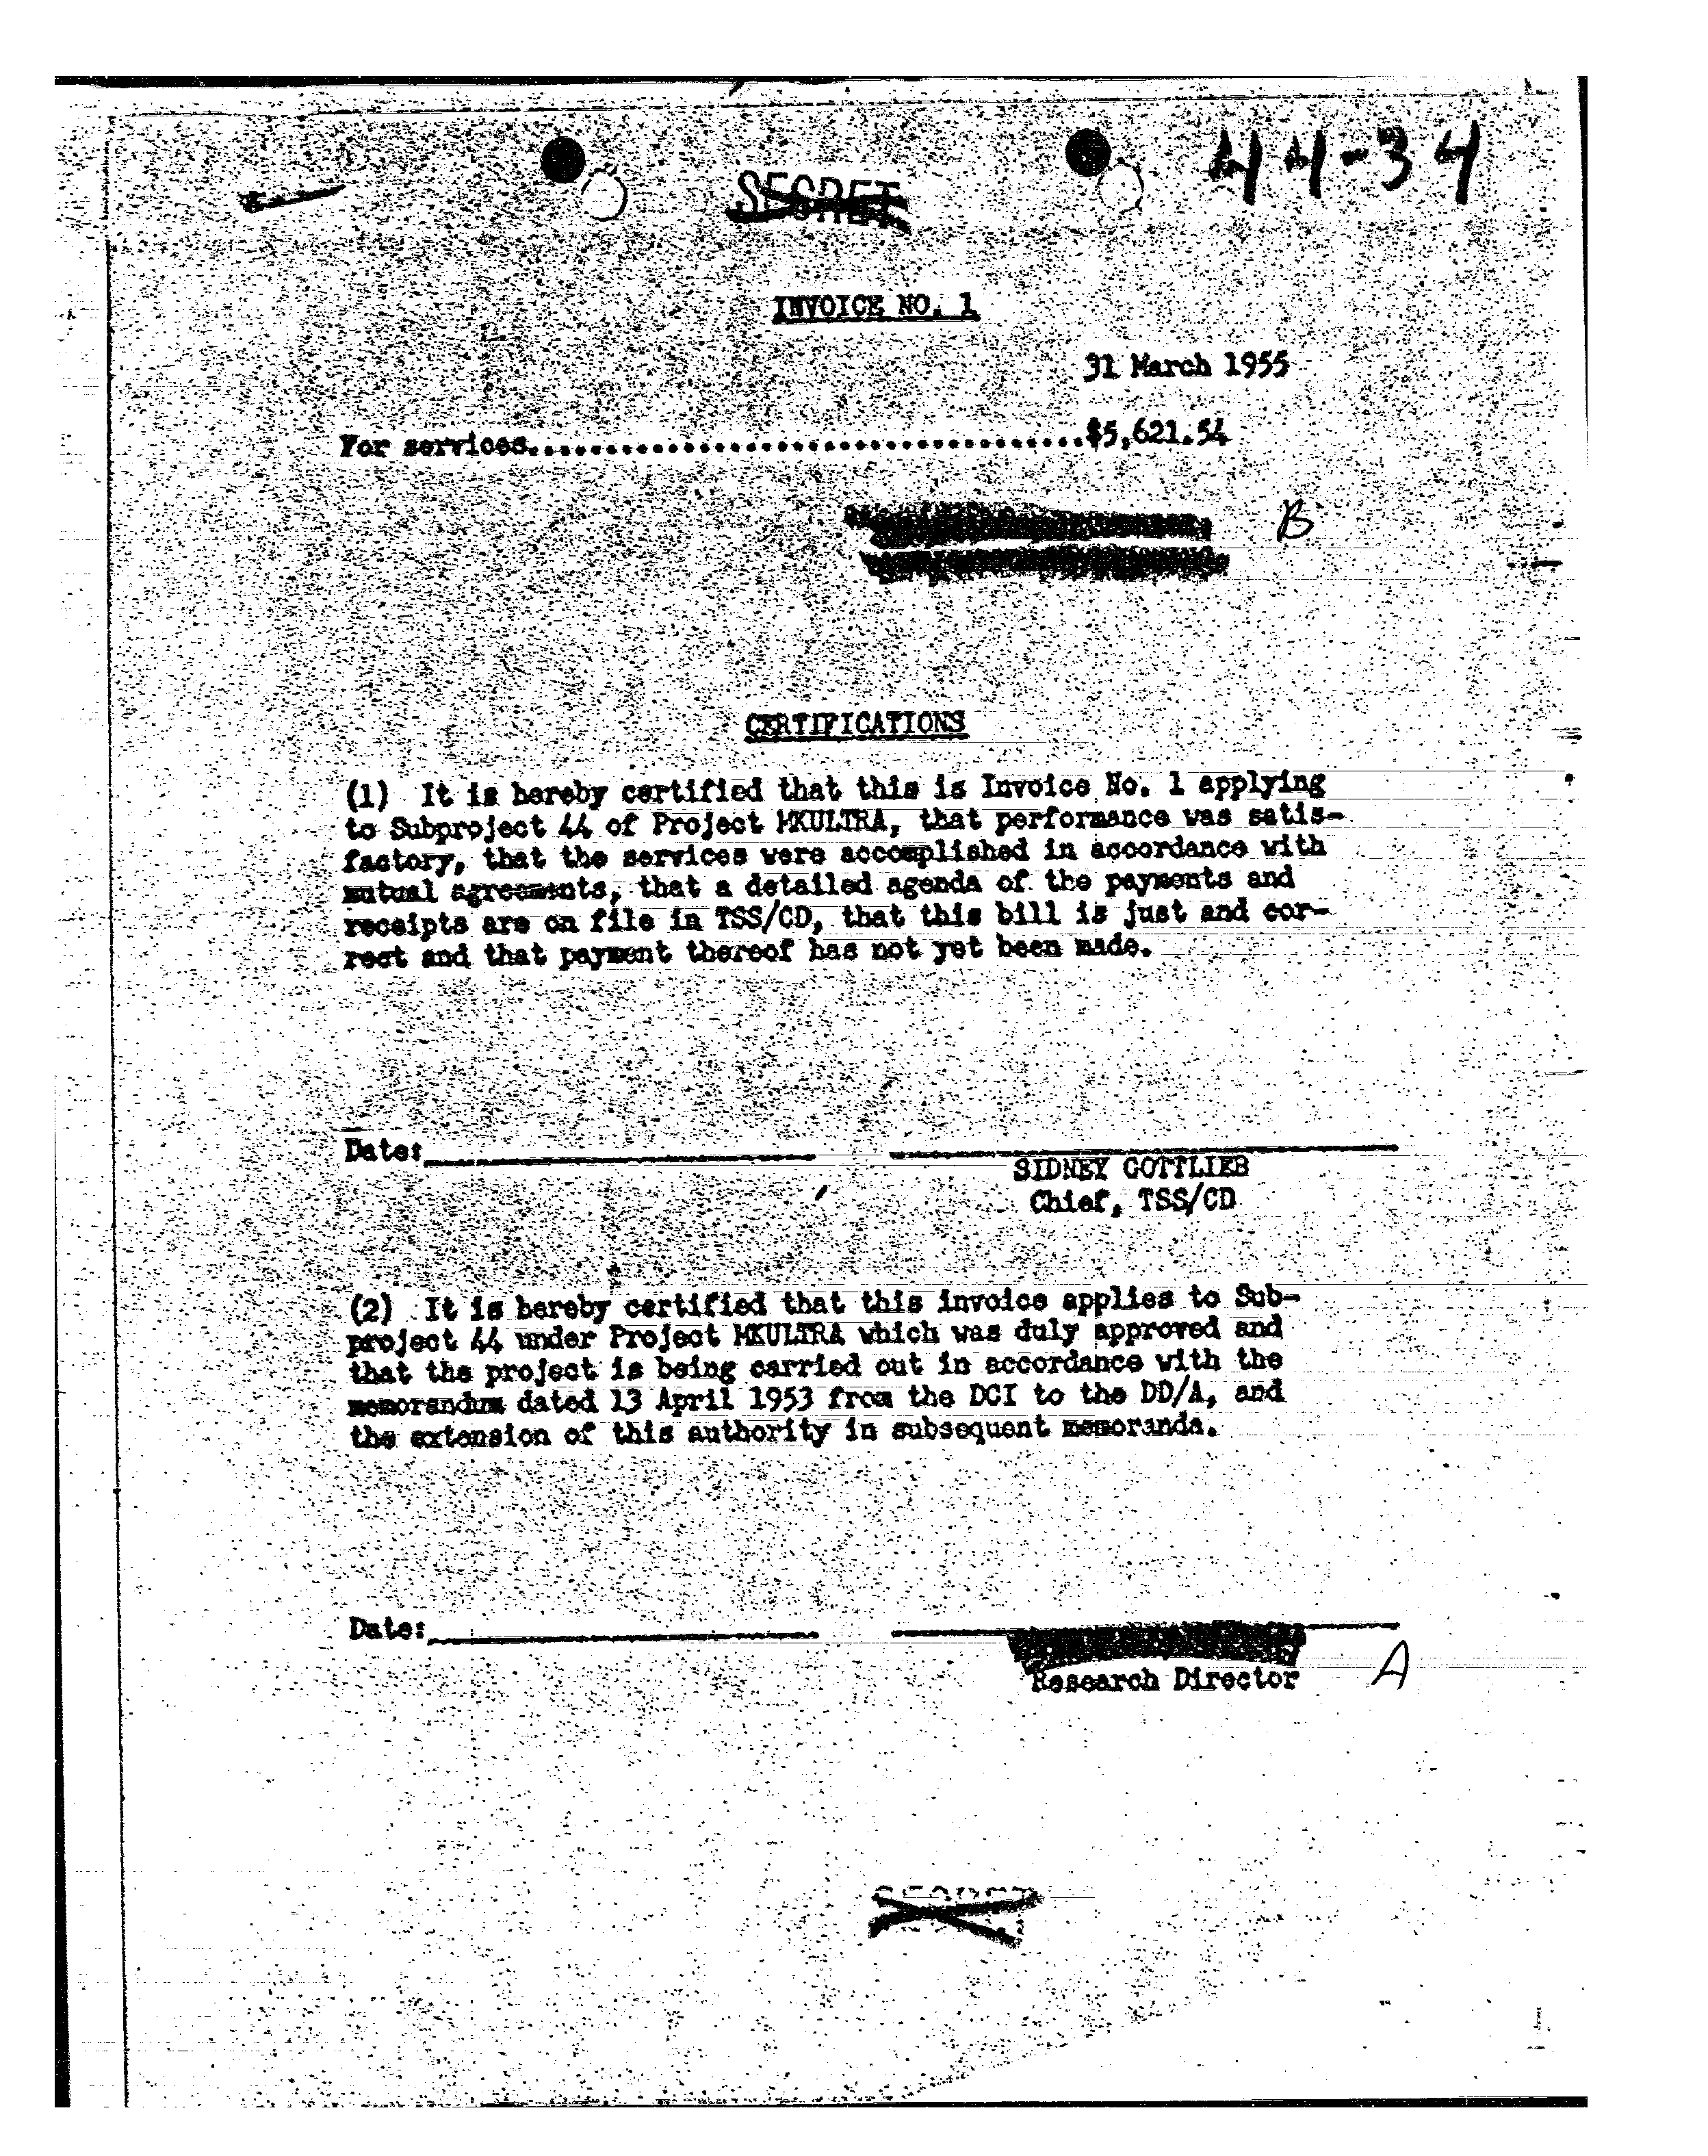 44-34
SECRET
INVOICE NO. 1
31 March 1955
For services....................................$5,621.54
B
CERTIFICATIONS
(1) It is hereby certified that this is Invoice No. 1 applying
to Subproject 44 of Project MKULTRA, that performance was satis-
factory, that the services were accomplished in accordance with
mutual agreements, that a detailed agenda of the payments and
receipts are on file in TSS/CD, that this bill is just and cor-
rect and that payment thereof has not yet been made.
Date:
SIDNEY GOTTLIEB
Chief, TSS/CD
(2) It is hereby certified that this invoice applies to Sub-
project 44 under Project MKULTRA which was duly approved and
that the project is being carried out in accordance with the
memorandum dated 13 April 1953 from the DCI to the DD/A, and
the extension of this authority in subsequent memoranda.
Date:
Research Director
A
SECRET